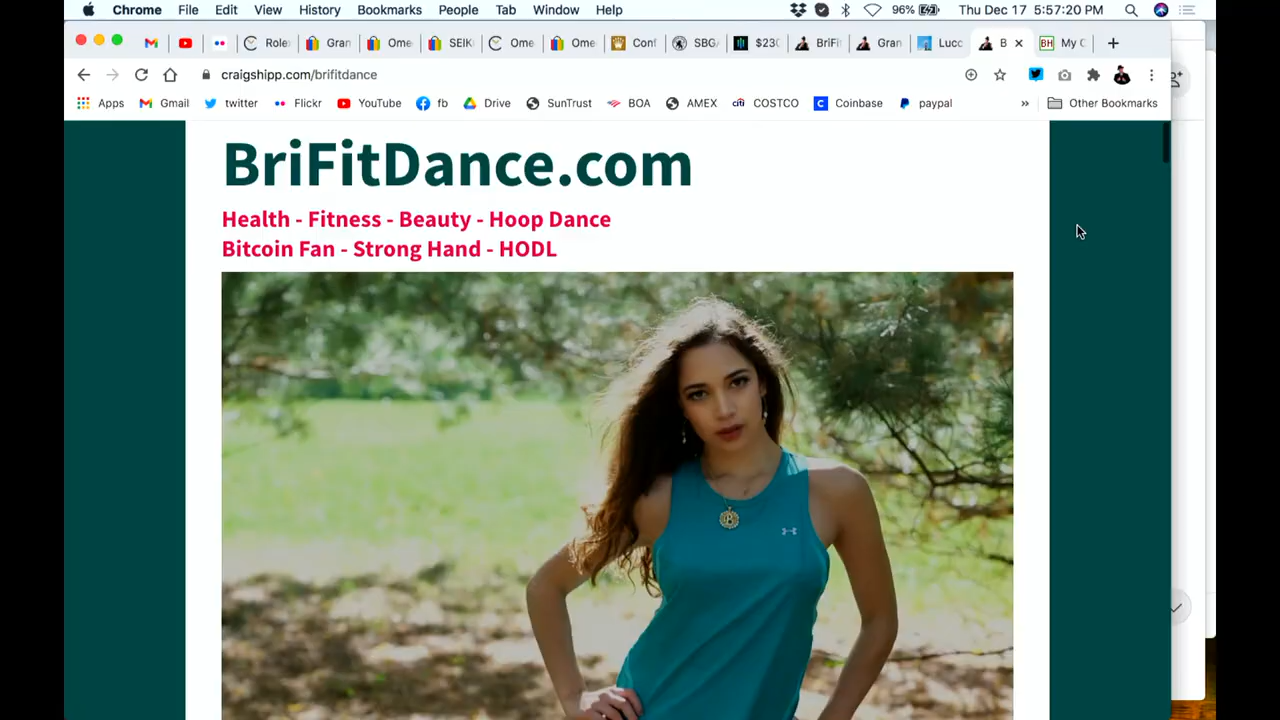 Chrome File Edit View History Bookmarks People Tab Window Help 96% Thu Dec 17 5:57:20 PM
Role Gran Ome SEIK Ome Ome Conf SBGA $230 BriFi Gran Lucc B My C
craigshipp.com/brifitdance
Apps Gmail twitter Flickr YouTube fb Drive SunTrust BOA AMEX COSTCO Coinbase paypal » Other Bookmarks
BriFitDance.com
Health - Fitness - Beauty - Hoop Dance
Bitcoin Fan - Strong Hand - HODL